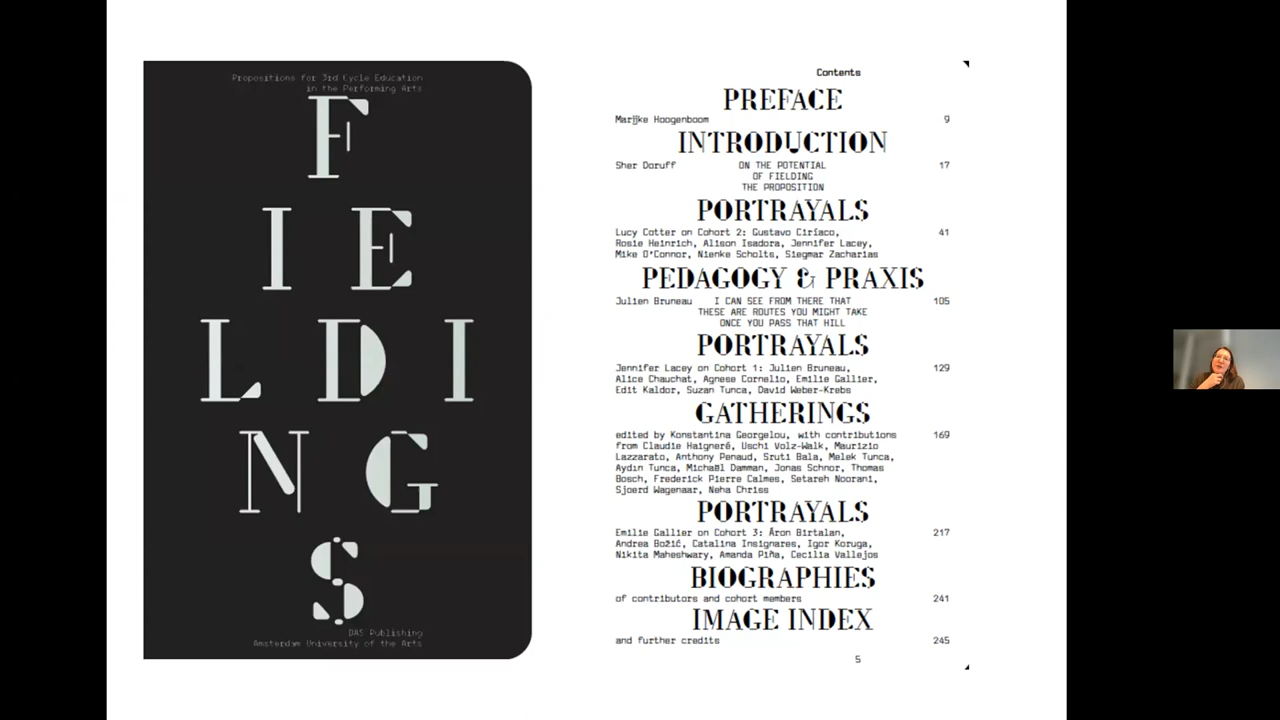 Propositions for 3rd Cycle Education
in the Performing Arts
F
I E
L D I
N G
S
DAS Publishing
Amsterdam University of the Arts
Contents
PREFACE
Marijke Hoogenboom 9
INTRODUCTION
Sher Doruff ON THE POTENTIAL 17
OF FIELDING
THE PROPOSITION
PORTRAYALS
Lucy Cotter on Cohort 2: Gustavo Ciríaco, 41
Rosie Heinrich, Alison Isadora, Jennifer Lacey,
Mike O'Connor, Nienke Scholts, Siegmar Zacharias
PEDAGOGY & PRAXIS
Julien Bruneau I CAN SEE FROM THERE THAT 105
THESE ARE ROUTES YOU MIGHT TAKE
ONCE YOU PASS THAT HILL
PORTRAYALS
Jennifer Lacey on Cohort 1: Julien Bruneau, 129
Alice Chauchat, Agnese Cornelio, Emilie Gallier,
Edit Kaldor, Suzan Tunca, David Weber-Krebs
GATHERINGS
edited by Konstantina Georgelou, with contributions 169
from Claudie Haigneré, Uschi Volz-Walk, Maurizio
Lazzarato, Anthony Penaud, Sruti Bala, Melek Tunca,
Aydın Tunca, Michaël Damman, Jonas Schnor, Thomas
Bosch, Frederick Pierre Calmes, Setareh Noorani,
Sjoerd Wagenaar, Neha Chriss
PORTRAYALS
Emilie Gallier on Cohort 3: Áron Birtalan, 217
Andrea Božić, Catalina Insignares, Igor Koruga,
Nikita Maheshwary, Amanda Piña, Cecilia Vallejos
BIOGRAPHIES
of contributors and cohort members 241
IMAGE INDEX
and further credits 245
5